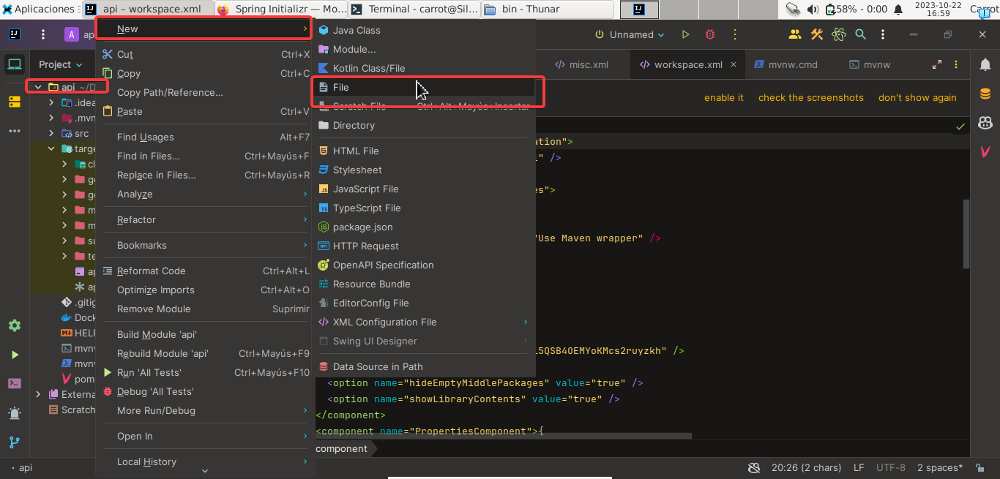 Aplicaciones
api – workspace.xml
Spring Initializr — Mo...
Terminal - carrot@Sil...
bin - Thunar
58% - 0:00
2023-10-22
16:59
Carrot
A
ap
Unnamed
Project
misc.xml
workspace.xml
mvnw.cmd
mvnw
enable it
check the screenshots
don't show again
api ~/D
.idea
.mvn
src
targe
cl
ge
ge
m
m
su
te
ap
ap
.gitig
Dock
HELP
mvnw
mvnw
pom
Externa
Scratch
New
Cut Ctrl+X
Copy Ctrl+C
Copy Path/Reference...
Paste Ctrl+V
Find Usages Alt+F7
Find in Files... Ctrl+Mayús+F
Replace in Files... Ctrl+Mayús+R
Analyze
Refactor
Bookmarks
Reformat Code Ctrl+Alt+L
Optimize Imports Ctrl+Alt+O
Remove Module Suprimir
Build Module 'api'
Rebuild Module 'api' Ctrl+Mayús+F9
Run 'All Tests' Ctrl+Mayús+F10
Debug 'All Tests'
More Run/Debug
Open In
Local History
Java Class
Module...
Kotlin Class/File
File
Scratch File Ctrl+Alt+Mayús+Insertar
Directory
HTML File
Stylesheet
JavaScript File
TypeScript File
package.json
HTTP Request
OpenAPI Specification
Resource Bundle
EditorConfig File
XML Configuration File
Swing UI Designer
Data Source in Path
ation">
" />
es">
"Use Maven wrapper" />
L5QSB4OEMYoKMcs2ruyzkh" />
<option name="hideEmptyMiddlePackages" value="true" />
<option name="showLibraryContents" value="true" />
</component>
<component name="PropertiesComponent">{
component
api
20:26 (2 chars) LF UTF-8 2 spaces*